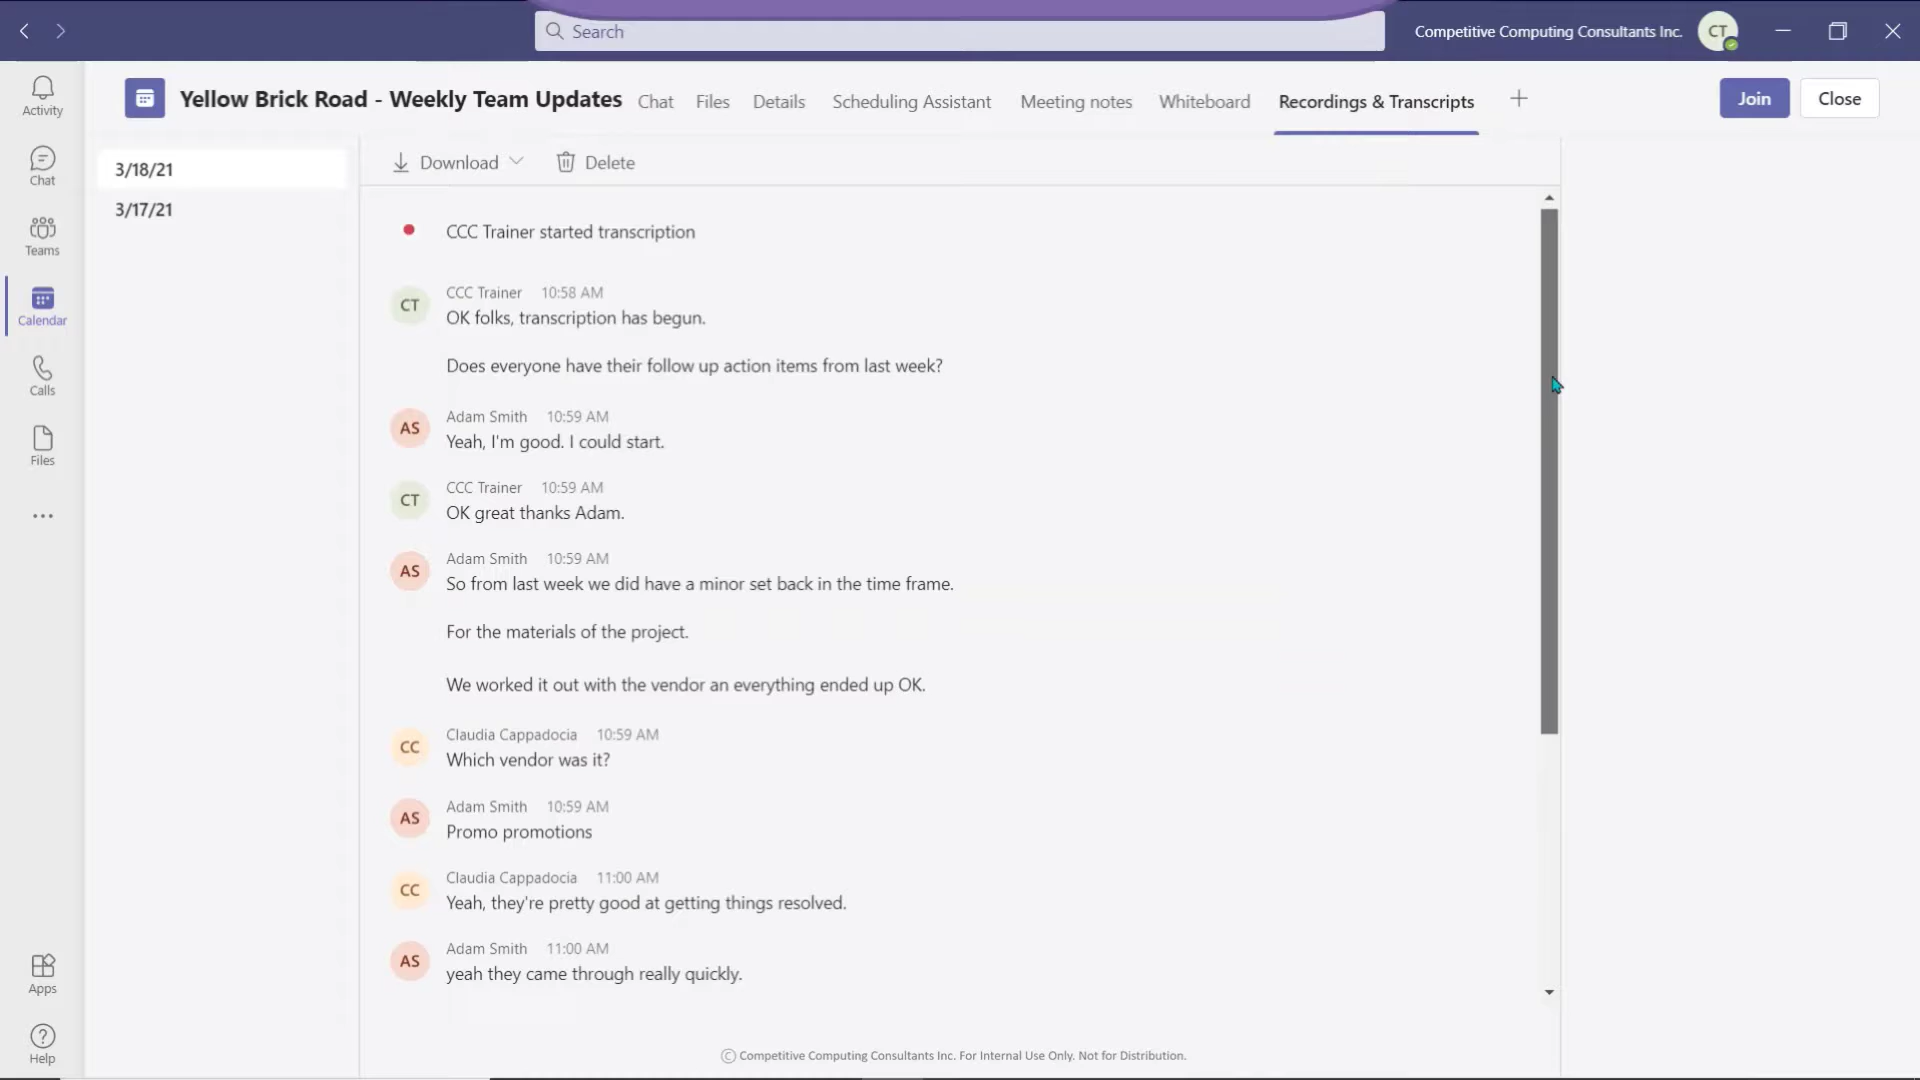 Search
Competitive Computing Consultants Inc.
CT
Activity
Chat
Teams
Calendar
Calls
Files
Apps
Help
Yellow Brick Road - Weekly Team Updates
Chat
Files
Details
Scheduling Assistant
Meeting notes
Whiteboard
Recordings & Transcripts
Join
Close
3/18/21
3/17/21
Download
Delete
CCC Trainer started transcription
CT
CCC Trainer 10:58 AM
OK folks, transcription has begun.
Does everyone have their follow up action items from last week?
AS
Adam Smith 10:59 AM
Yeah, I'm good. I could start.
CT
CCC Trainer 10:59 AM
OK great thanks Adam.
AS
Adam Smith 10:59 AM
So from last week we did have a minor set back in the time frame.
For the materials of the project.
We worked it out with the vendor an everything ended up OK.
CC
Claudia Cappadocia 10:59 AM
Which vendor was it?
AS
Adam Smith 10:59 AM
Promo promotions
CC
Claudia Cappadocia 11:00 AM
Yeah, they're pretty good at getting things resolved.
AS
Adam Smith 11:00 AM
yeah they came through really quickly.
© Competitive Computing Consultants Inc. For Internal Use Only. Not for Distribution.